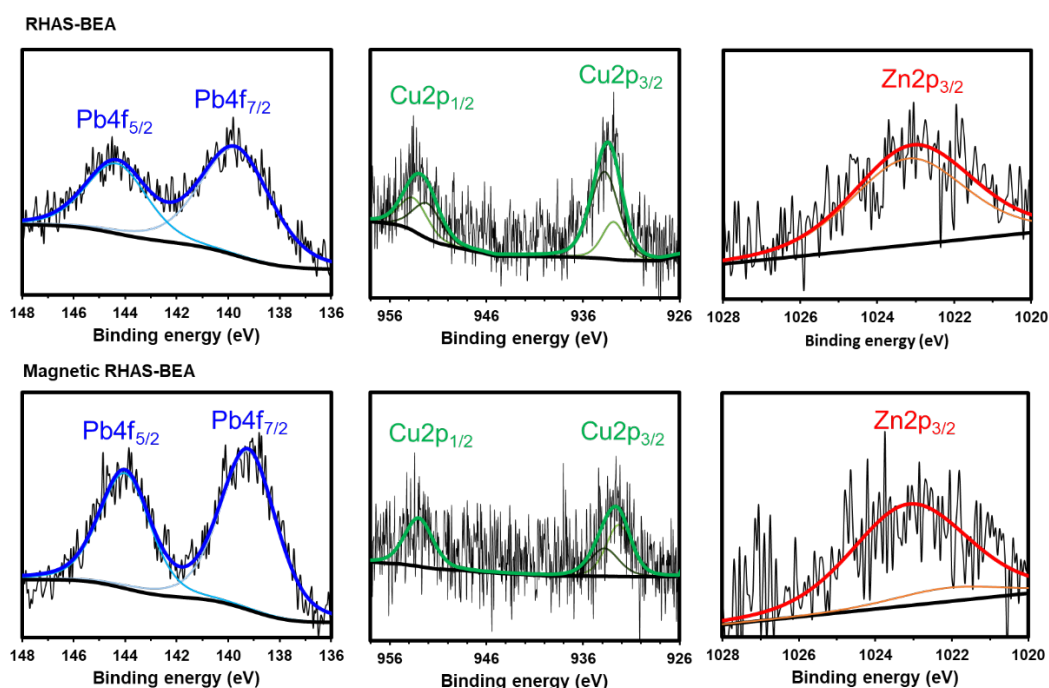 RHAS-BEA
Pb4f5/2
Pb4f7/2
148 146 144 142 140 138 136
Binding energy (eV)
Cu2p1/2
Cu2p3/2
956 946 936 926
Binding energy (eV)
Zn2p3/2
1028 1026 1024 1022 1020
Binding energy (eV)
Magnetic RHAS-BEA
Pb4f5/2
Pb4f7/2
148 146 144 142 140 138 136
Binding energy (eV)
Cu2p1/2
Cu2p3/2
956 946 936 926
Binding energy (eV)
Zn2p3/2
1028 1026 1024 1022 1020
Binding energy (eV)